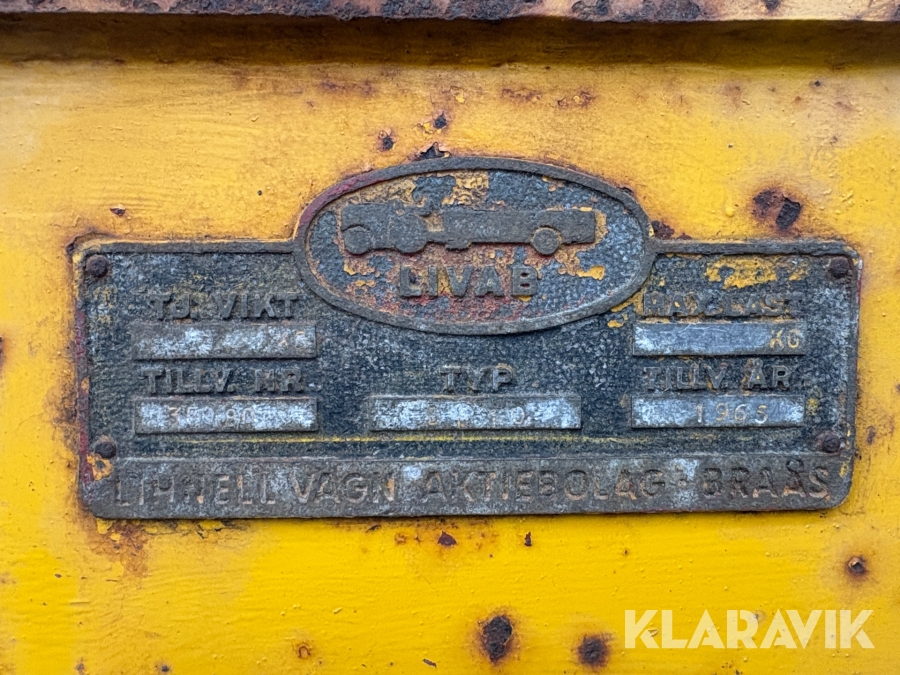 LIVAB
TJ. VIKT
MAX. LAST
KG
TILLV. NR.
TYP
TILLV. ÅR
1965
LIHNELL VAGN AKTIEBOLAG - BRAÅS
KLARAVIK